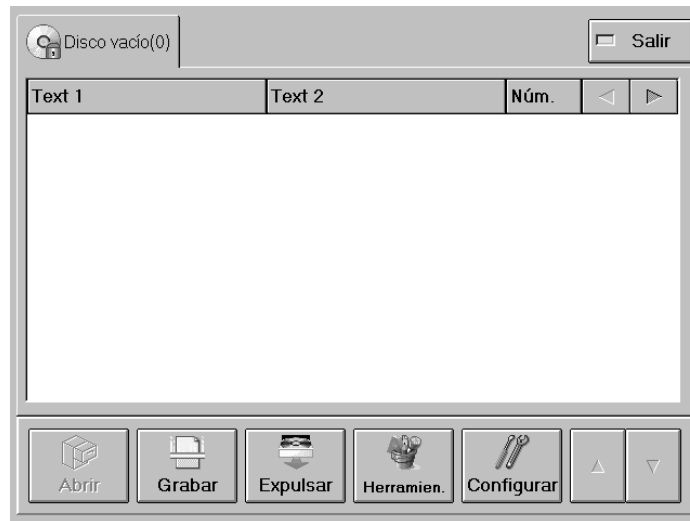 Disco vacío(0)
Salir
Text 1 Text 2 Núm.
Abrir Grabar Expulsar Herramien. Configurar